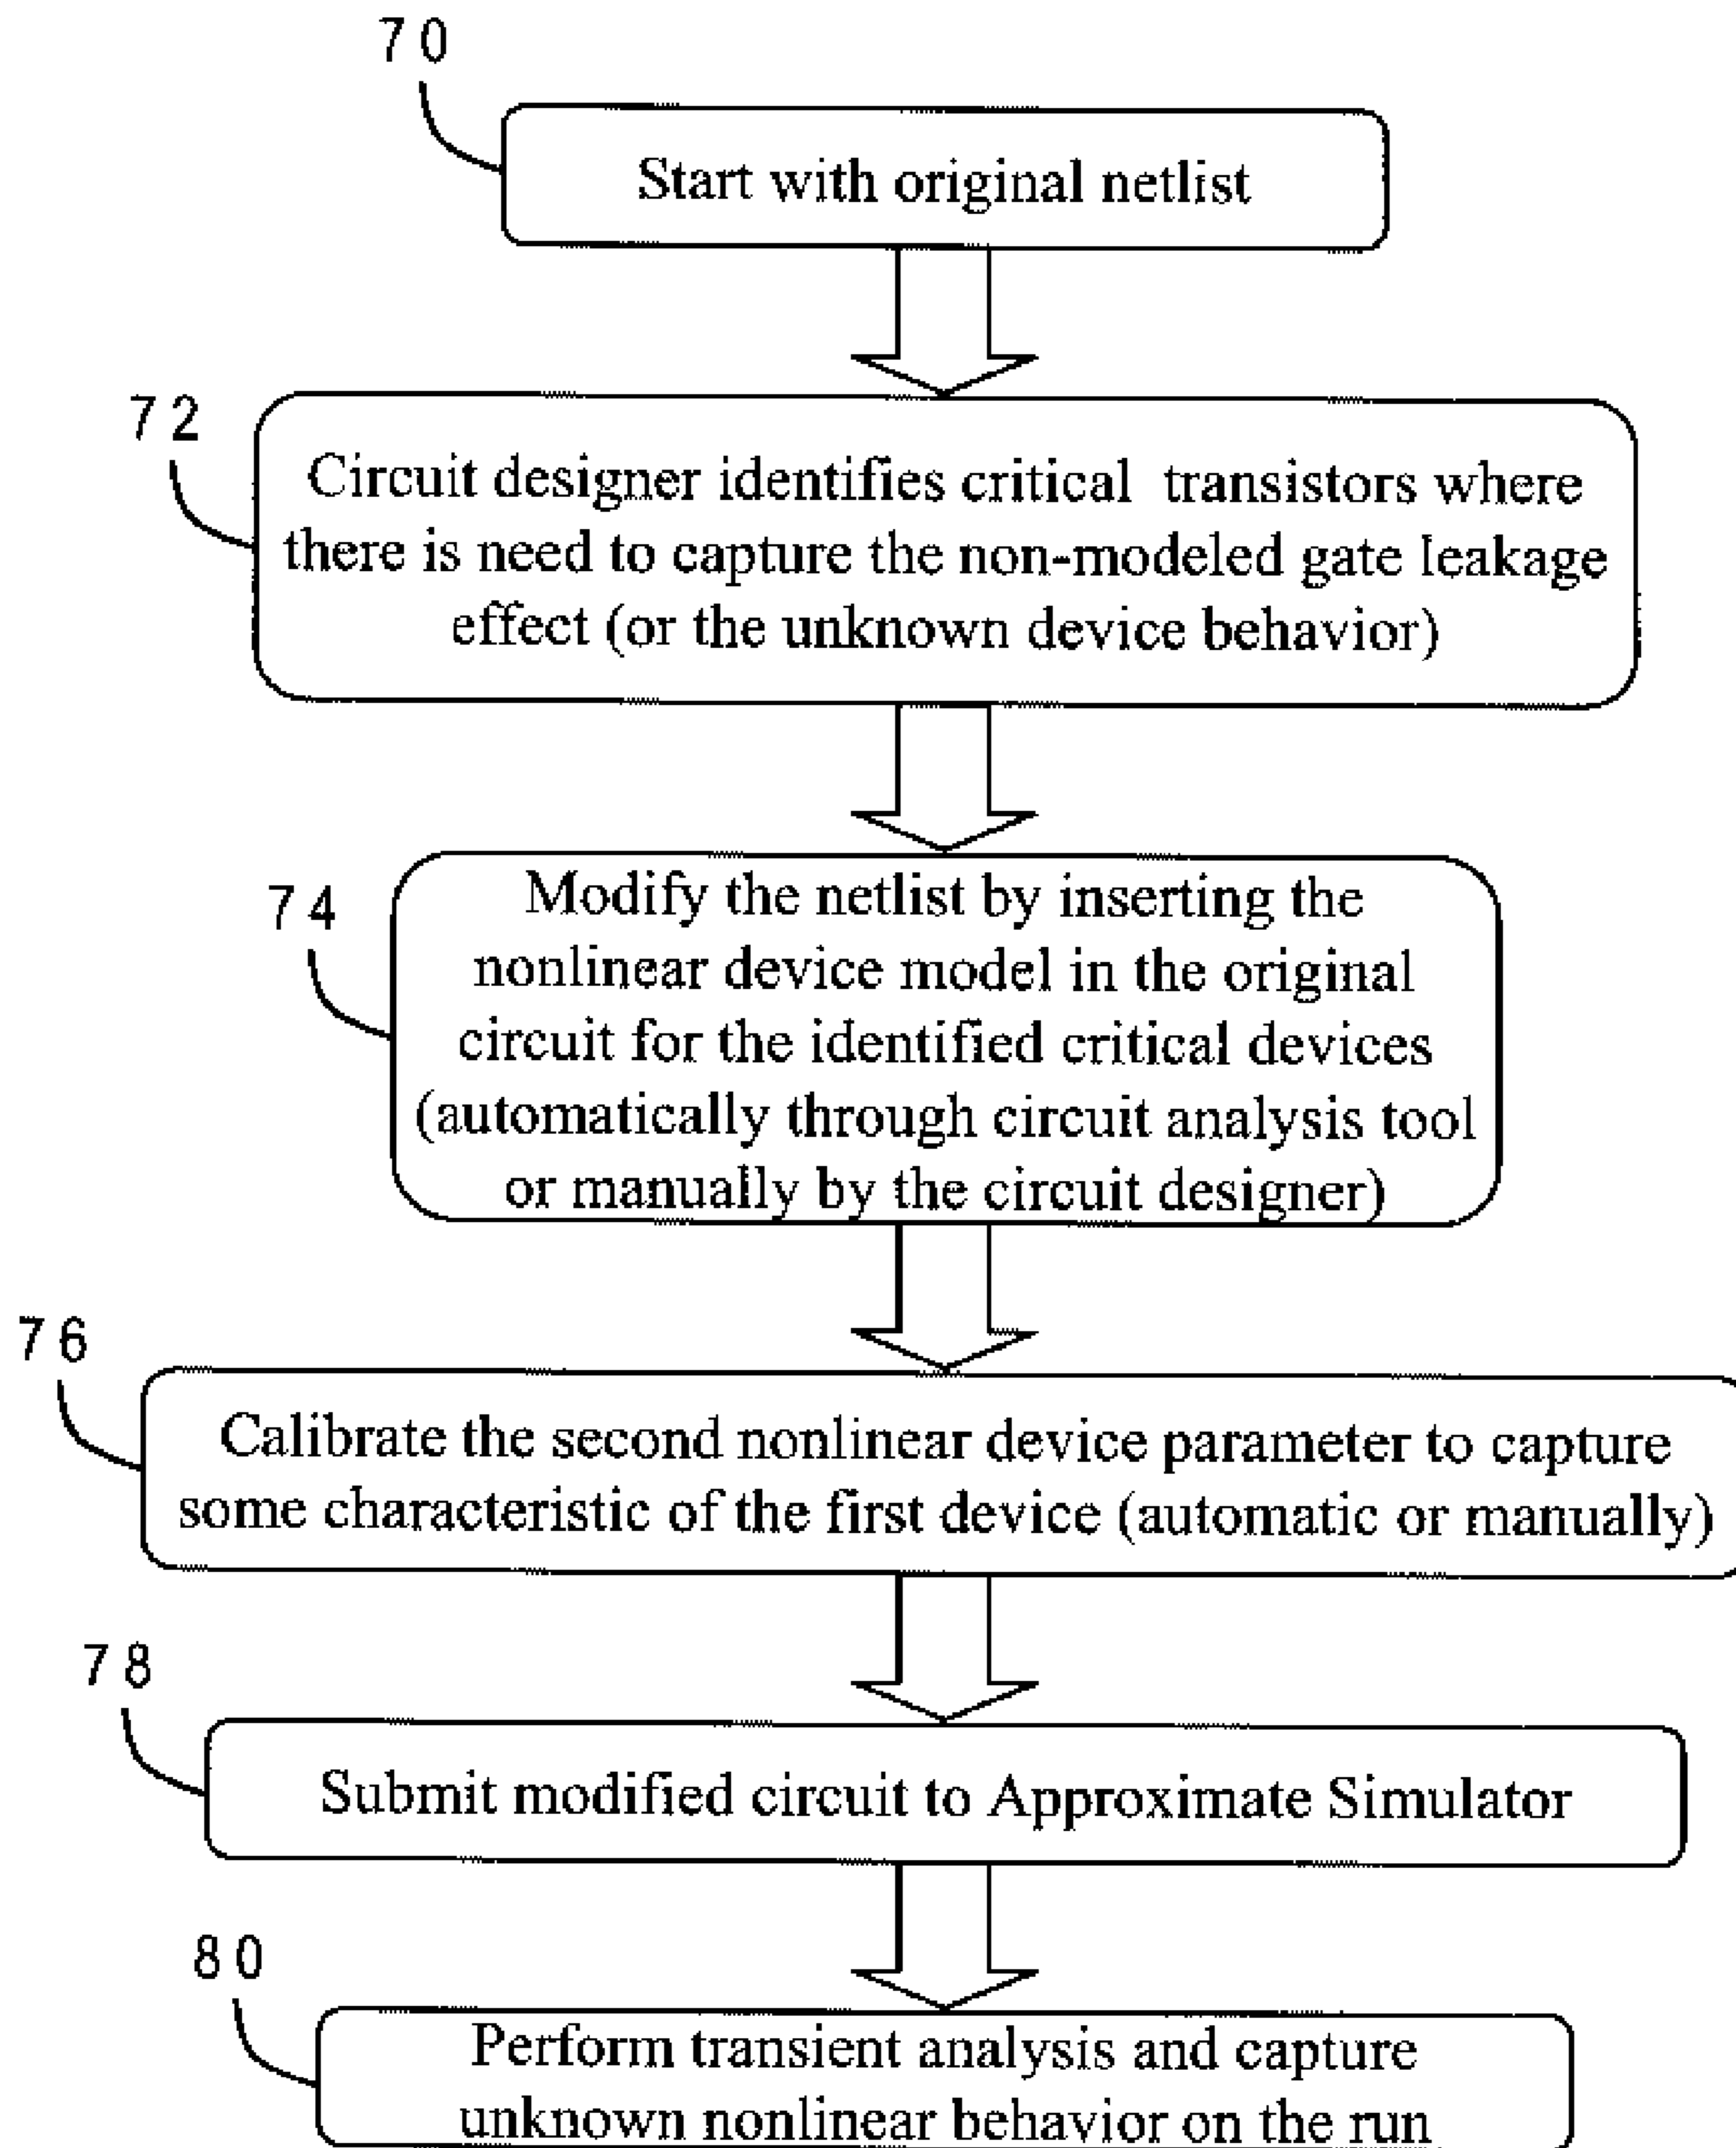 70
Start with original netlist
72
Circuit designer identifies critical transistors where
there is need to capture the non-modeled gate leakage
effect (or the unknown device behavior)
74
Modify the netlist by inserting the
nonlinear device model in the original
circuit for the identified critical devices
(automatically through circuit analysis tool
or manually by the circuit designer)
76
Calibrate the second nonlinear device parameter to capture
some characteristic of the first device (automatic or manually)
78
Submit modified circuit to Approximate Simulator
80
Perform transient analysis and capture
unknown nonlinear behavior on the run